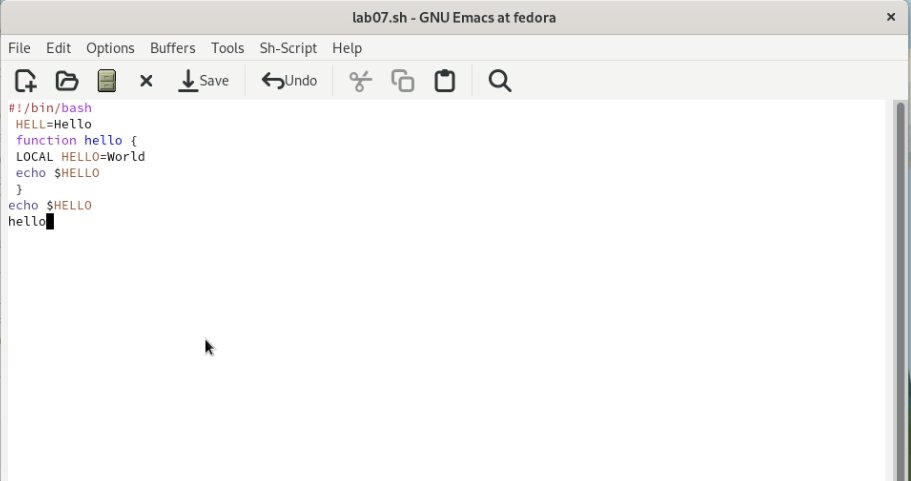 lab07.sh - GNU Emacs at fedora
File Edit Options Buffers Tools Sh-Script Help
Save Undo
#!/bin/bash
HELL=Hello
function hello {
LOCAL HELLO=World
echo $HELLO
}
echo $HELLO
hello